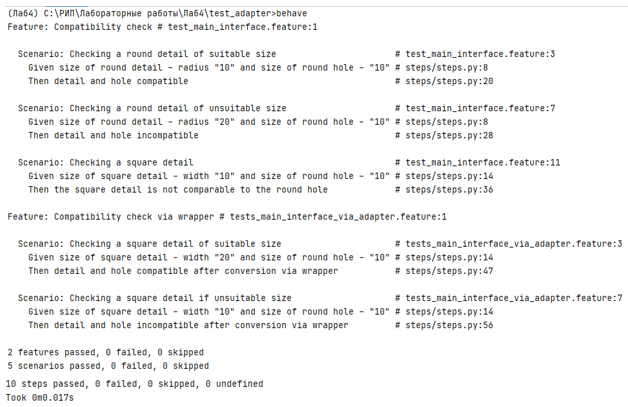 (Ла64) C:\РИП\Лабораторные работы\Ла64\test_adapter>behave
Feature: Compatibility check # test_main_interface.feature:1
Scenario: Checking a round detail of suitable size # test_main_interface.feature:3
Given size of round detail – radius "10" and size of round hole – "10" # steps/steps.py:8
Then detail and hole compatible # steps/steps.py:20
Scenario: Checking a round detail of unsuitable size # test_main_interface.feature:7
Given size of round detail – radius "20" and size of round hole – "10" # steps/steps.py:8
Then detail and hole incompatible # steps/steps.py:28
Scenario: Checking a square detail # test_main_interface.feature:11
Given size of square detail – width "10" and size of round hole – "10" # steps/steps.py:14
Then the square detail is not comparable to the round hole # steps/steps.py:36
Feature: Compatibility check via wrapper # tests_main_interface_via_adapter.feature:1
Scenario: Checking a square detail of suitable size # tests_main_interface_via_adapter.feature:3
Given size of square detail – width "20" and size of round hole – "10" # steps/steps.py:14
Then detail and hole compatible after conversion via wrapper # steps/steps.py:47
Scenario: Checking a square detail if unsuitable size # tests_main_interface_via_adapter.feature:7
Given size of square detail – width "10" and size of round hole – "10" # steps/steps.py:14
Then detail and hole incompatible after conversion via wrapper # steps/steps.py:56
2 features passed, 0 failed, 0 skipped
5 scenarios passed, 0 failed, 0 skipped
10 steps passed, 0 failed, 0 skipped, 0 undefined
Took 0m0.017s